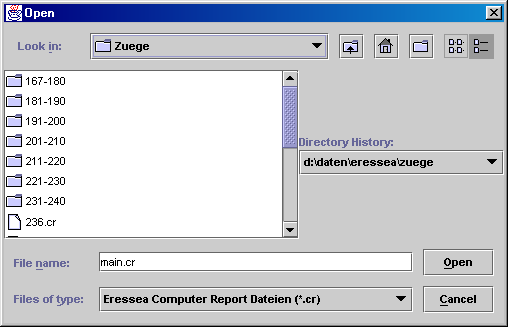 Open
Look in:
Zuege
167-180
181-190
191-200
201-210
211-220
221-230
231-240
236.cr
Directory History:
d:\daten\eressea\zuege
File name:
main.cr
Open
Files of type:
Eressea Computer Report Dateien (*.cr)
Cancel